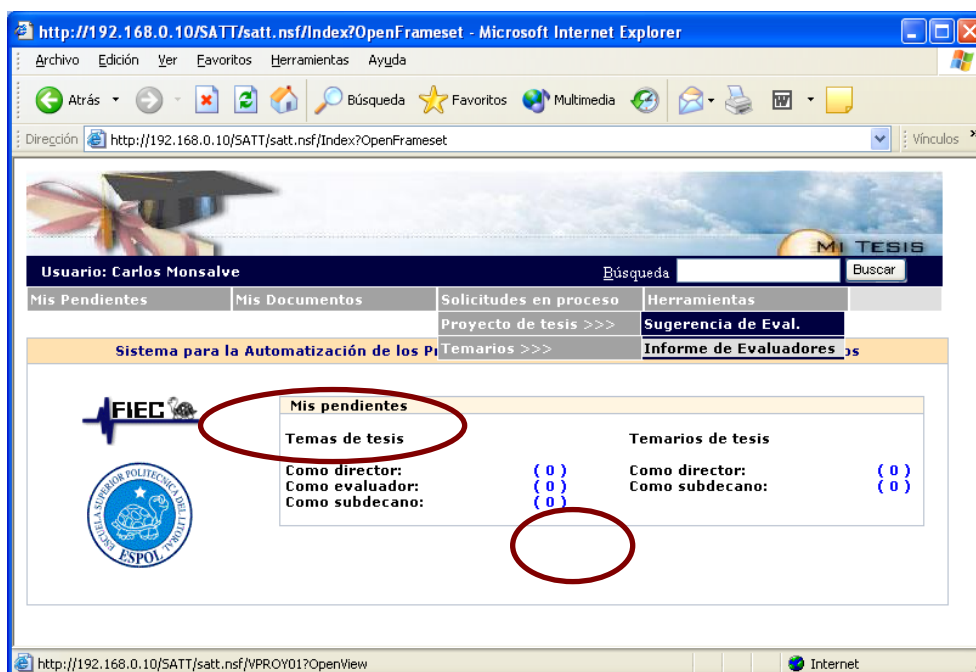 http://192.168.0.10/SATT/satt.nsf/Index?OpenFrameset - Microsoft Internet Explorer
Archivo Edición Ver Favoritos Herramientas Ayuda
Atrás Búsqueda Favoritos Multimedia
Dirección http://192.168.0.10/SATT/satt.nsf/Index?OpenFrameset Vínculos
MI TESIS
Usuario: Carlos Monsalve Búsqueda Buscar
Mis Pendientes Mis Documentos Solicitudes en proceso Herramientas
Proyecto de tesis >>> Sugerencia de Eval.
Sistema para la Automatización de los Temarios >>> Informe de Evaluadores os
FIEC Mis pendientes
Temas de tesis Temarios de tesis
Como director: ( 0 ) Como director: ( 0 )
Como evaluador: ( 0 ) Como subdecano: ( 0 )
Como subdecano: ( 0 )
ESCUELA SUPERIOR POLITECNICA DEL LITORAL
ESPOL
http://192.168.0.10/SATT/satt.nsf/VPROY01?OpenView Internet